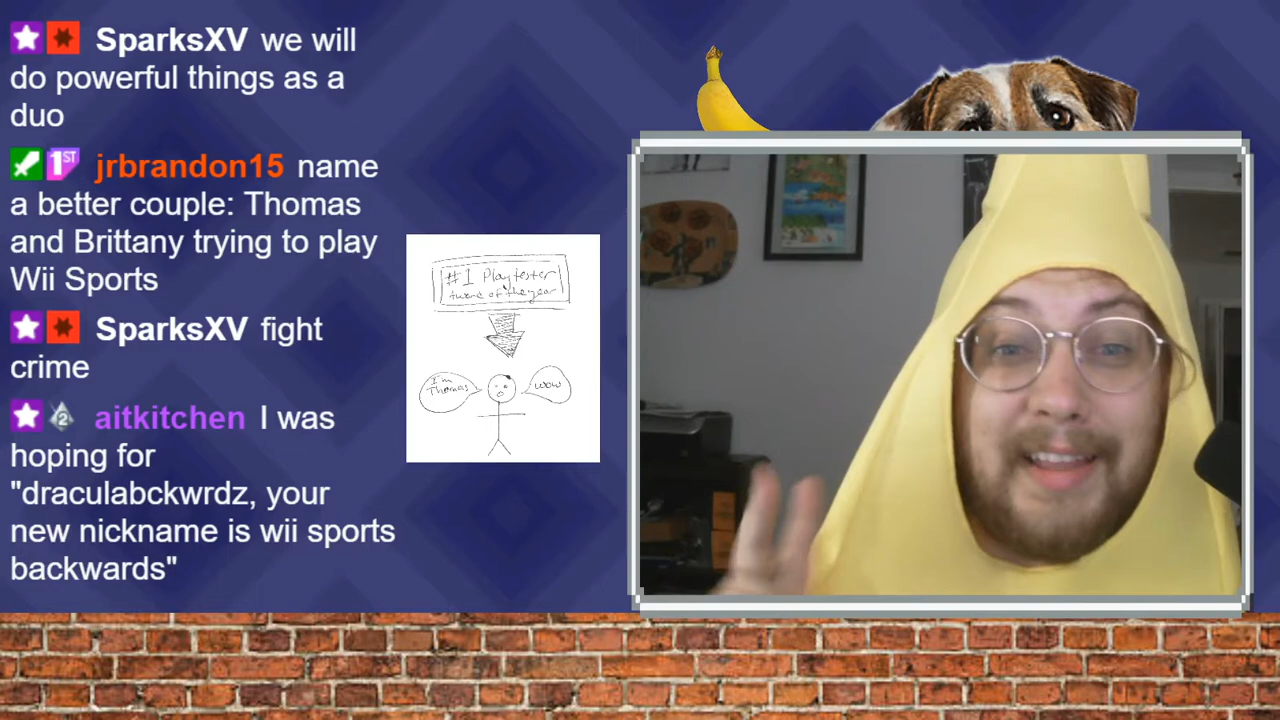 SparksXV we will
do powerful things as a
duo
1ST jrbrandon15 name
a better couple: Thomas
and Brittany trying to play
Wii Sports
SparksXV fight
crime
2 aitkitchen I was
hoping for
"draculabckwrdz, your
new nickname is wii sports
backwards"
#1 Playtester
of the year
I'm
Thomas
wow